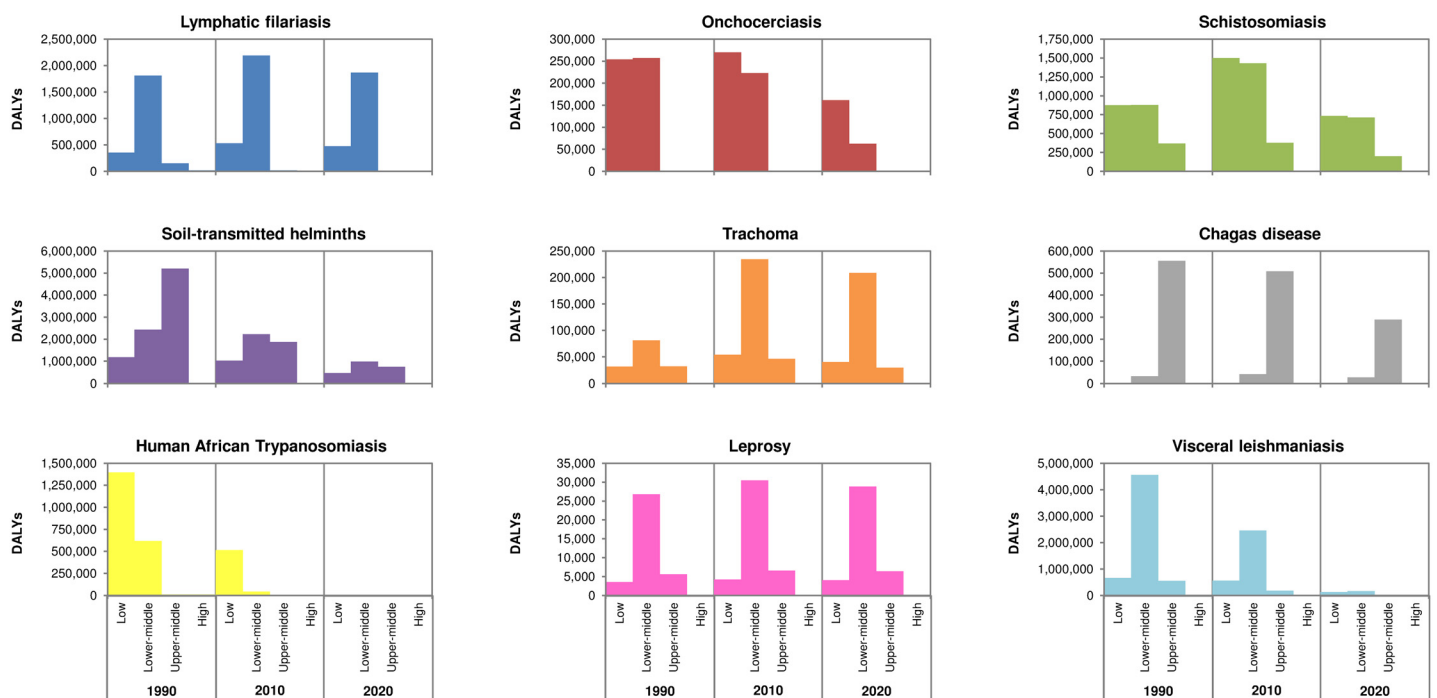 Lymphatic filariasis
DALYs
2,500,000
2,000,000
1,500,000
1,000,000
500,000
0
Onchocerciasis
DALYs
300,000
250,000
200,000
150,000
100,000
50,000
0
Schistosomiasis
DALYs
1,750,000
1,500,000
1,250,000
1,000,000
750,000
500,000
250,000
0
Soil-transmitted helminths
DALYs
6,000,000
5,000,000
4,000,000
3,000,000
2,000,000
1,000,000
0
Trachoma
DALYs
250,000
200,000
150,000
100,000
50,000
0
Chagas disease
DALYs
600,000
500,000
400,000
300,000
200,000
100,000
0
Human African Trypanosomiasis
DALYs
1,500,000
1,250,000
1,000,000
750,000
500,000
250,000
0
Low
Lower-middle
Upper-middle
High
Low
Lower-middle
Upper-middle
High
Low
Lower-middle
Upper-middle
High
1990 2010 2020
Leprosy
DALYs
35,000
30,000
25,000
20,000
15,000
10,000
5,000
0
Low
Lower-middle
Upper-middle
High
Low
Lower-middle
Upper-middle
High
Low
Lower-middle
Upper-middle
High
1990 2010 2020
Visceral leishmaniasis
DALYs
5,000,000
4,000,000
3,000,000
2,000,000
1,000,000
0
Low
Lower-middle
Upper-middle
High
Low
Lower-middle
Upper-middle
High
Low
Lower-middle
Upper-middle
High
1990 2010 2020